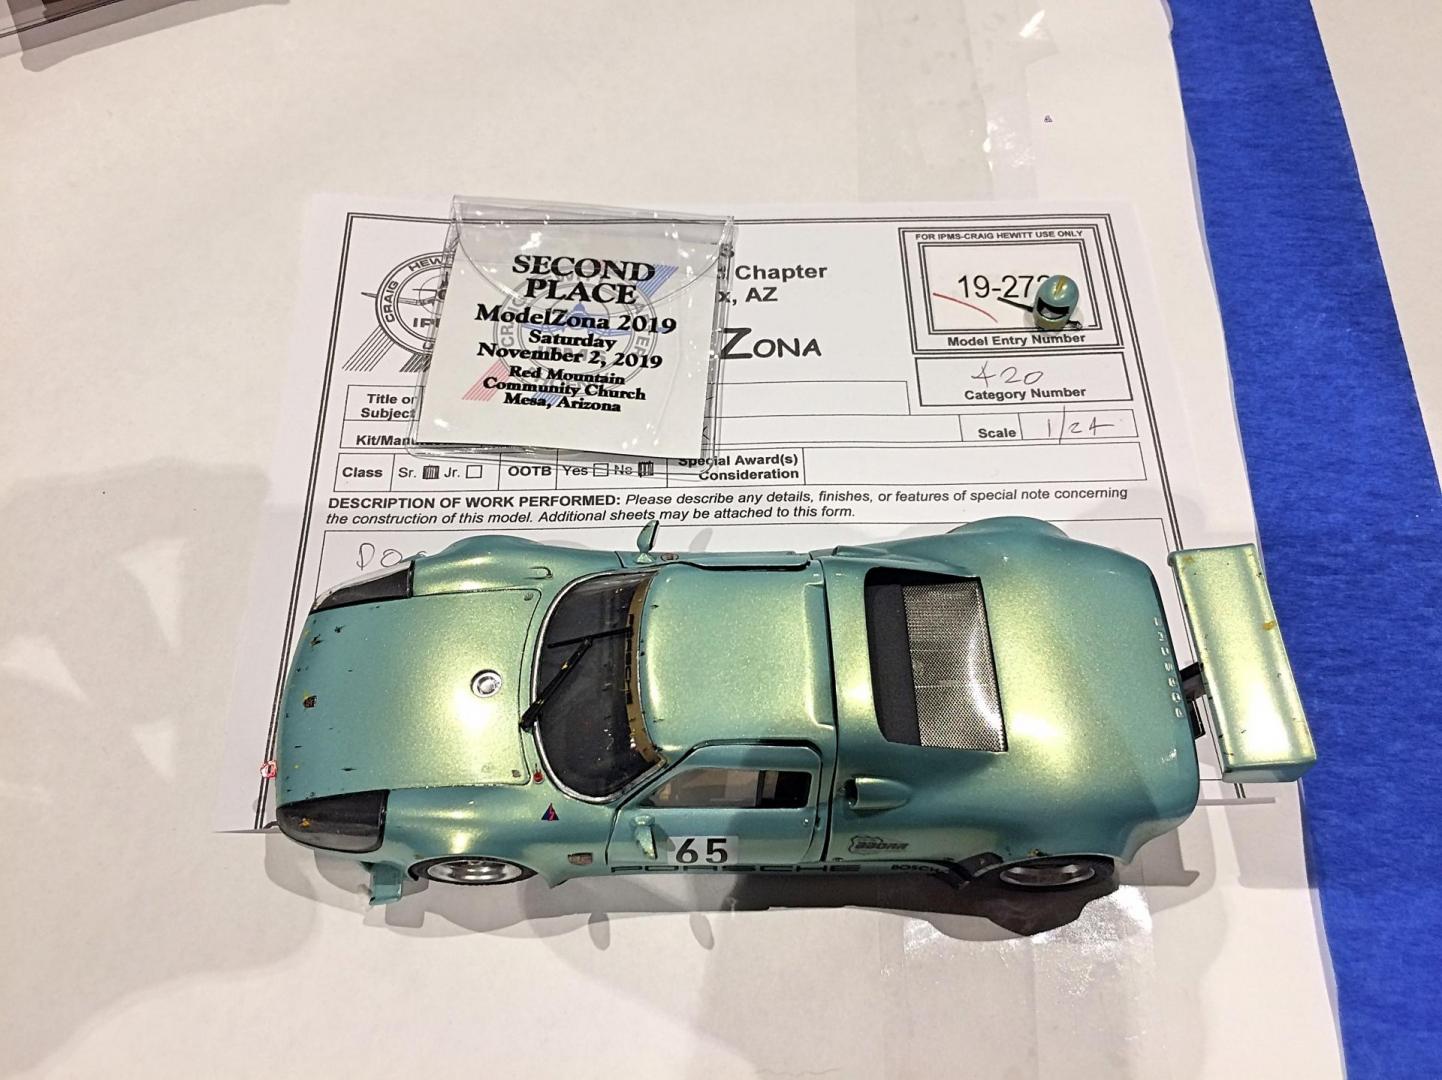 FOR IPMS-CRAIG HEWITT USE ONLY
19-27
Model Entry Number
420
Category Number
Chapter
x, AZ
ZONA
SECOND
PLACE
ModelZona 2019
Saturday
November 2, 2019
Red Mountain
Community Church
Mesa, Arizona
Title or
Subject
Kit/Manu
Scale 1/24
Class Sr. Jr. OOTB Yes No Special Award(s)
Consideration
DESCRIPTION OF WORK PERFORMED: Please describe any details, finishes, or features of special note concerning
the construction of this model. Additional sheets may be attached to this form.
65
PORSCHE
BOSCH